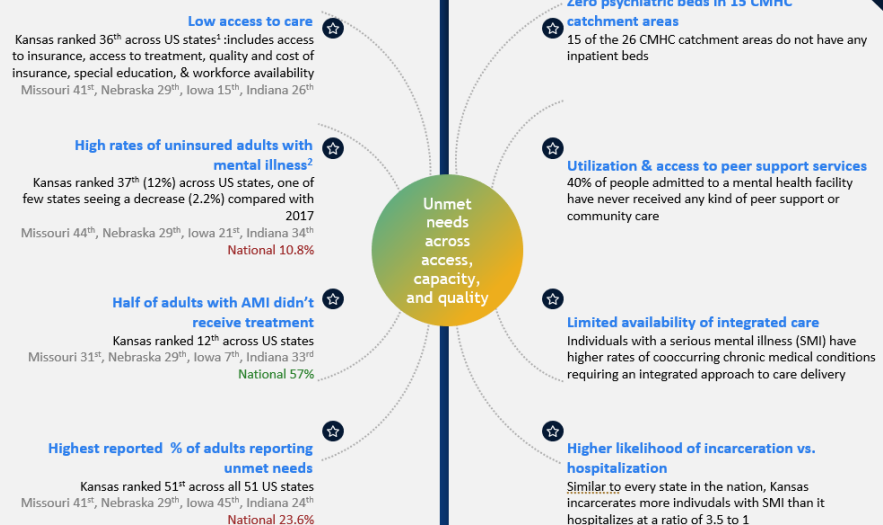 Low access to care
Kansas ranked 36th across US states1 :includes access
to insurance, access to treatment, quality and cost of
insurance, special education, & workforce availability
Missouri 41st, Nebraska 29th, Iowa 15th, Indiana 26th
High rates of uninsured adults with
mental illness2
Kansas ranked 37th (12%) across US states, one of
few states seeing a decrease (2.2%) compared with
2017
Missouri 44th, Nebraska 29th, Iowa 21st, Indiana 34th
National 10.8%
Half of adults with AMI didn't
receive treatment
Kansas ranked 12th across US states
Missouri 31st, Nebraska 29th, Iowa 7th, Indiana 33rd
National 57%
Highest reported % of adults reporting
unmet needs
Kansas ranked 51st across all 51 US states
Missouri 41st, Nebraska 29th, Iowa 45th, Indiana 24th
National 23.6%
Unmet
needs
across
access,
capacity,
and quality
Zero psychiatric beds in 15 CMHC
catchment areas
15 of the 26 CMHC catchment areas do not have any
inpatient beds
Utilization & access to peer support services
40% of people admitted to a mental health facility
have never received any kind of peer support or
community care
Limited availability of integrated care
Individuals with a serious mental illness (SMI) have
higher rates of cooccurring chronic medical conditions
requiring an integrated approach to care delivery
Higher likelihood of incarceration vs.
hospitalization
Similar to every state in the nation, Kansas
incarcerates more indivudals with SMI than it
hospitalizes at a ratio of 3.5 to 1